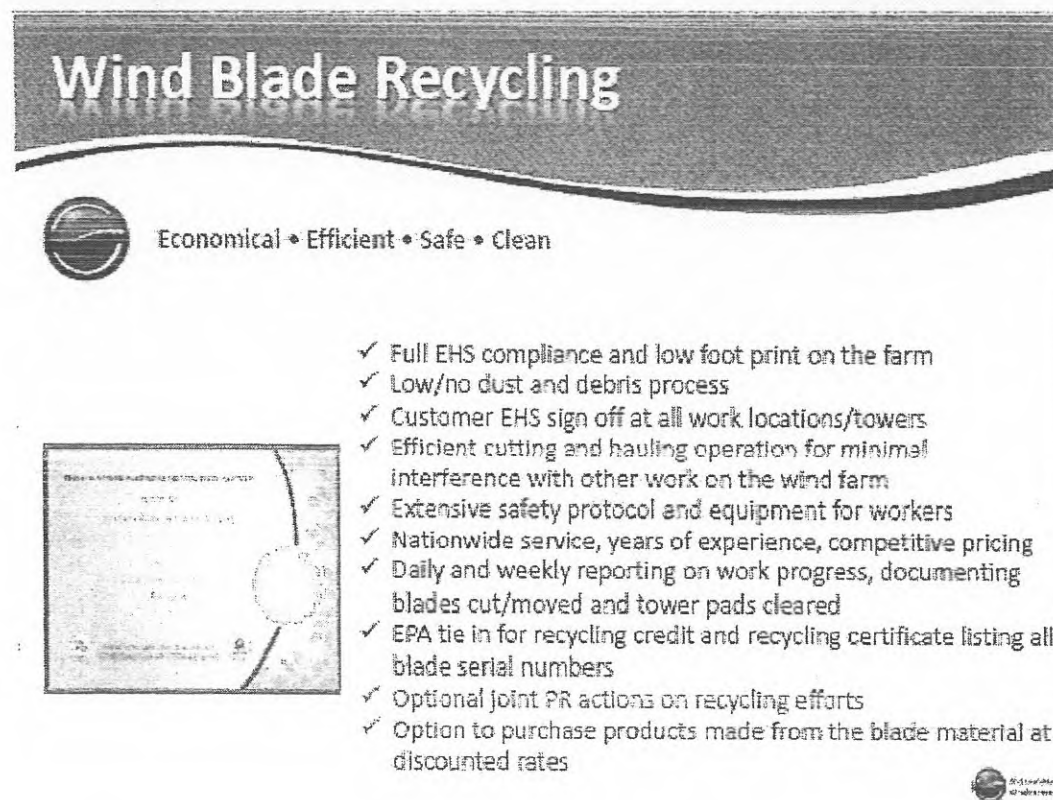 Wind Blade Recycling
Economical • Efficient • Safe • Clean
✓ Full EHS compliance and low foot print on the farm
✓ Low/no dust and debris process
✓ Customer EHS sign off at all work locations/towers
✓ Efficient cutting and hauling operation for minimal
interference with other work on the wind farm
✓ Extensive safety protocol and equipment for workers
✓ Nationwide service, years of experience, competitive pricing
✓ Daily and weekly reporting on work progress, documenting
blades cut/moved and tower pads cleared
✓ EPA tie in for recycling credit and recycling certificate listing all
blade serial numbers
✓ Optional joint PR actions on recycling efforts
✓ Option to purchase products made from the blade material at
discounted rates